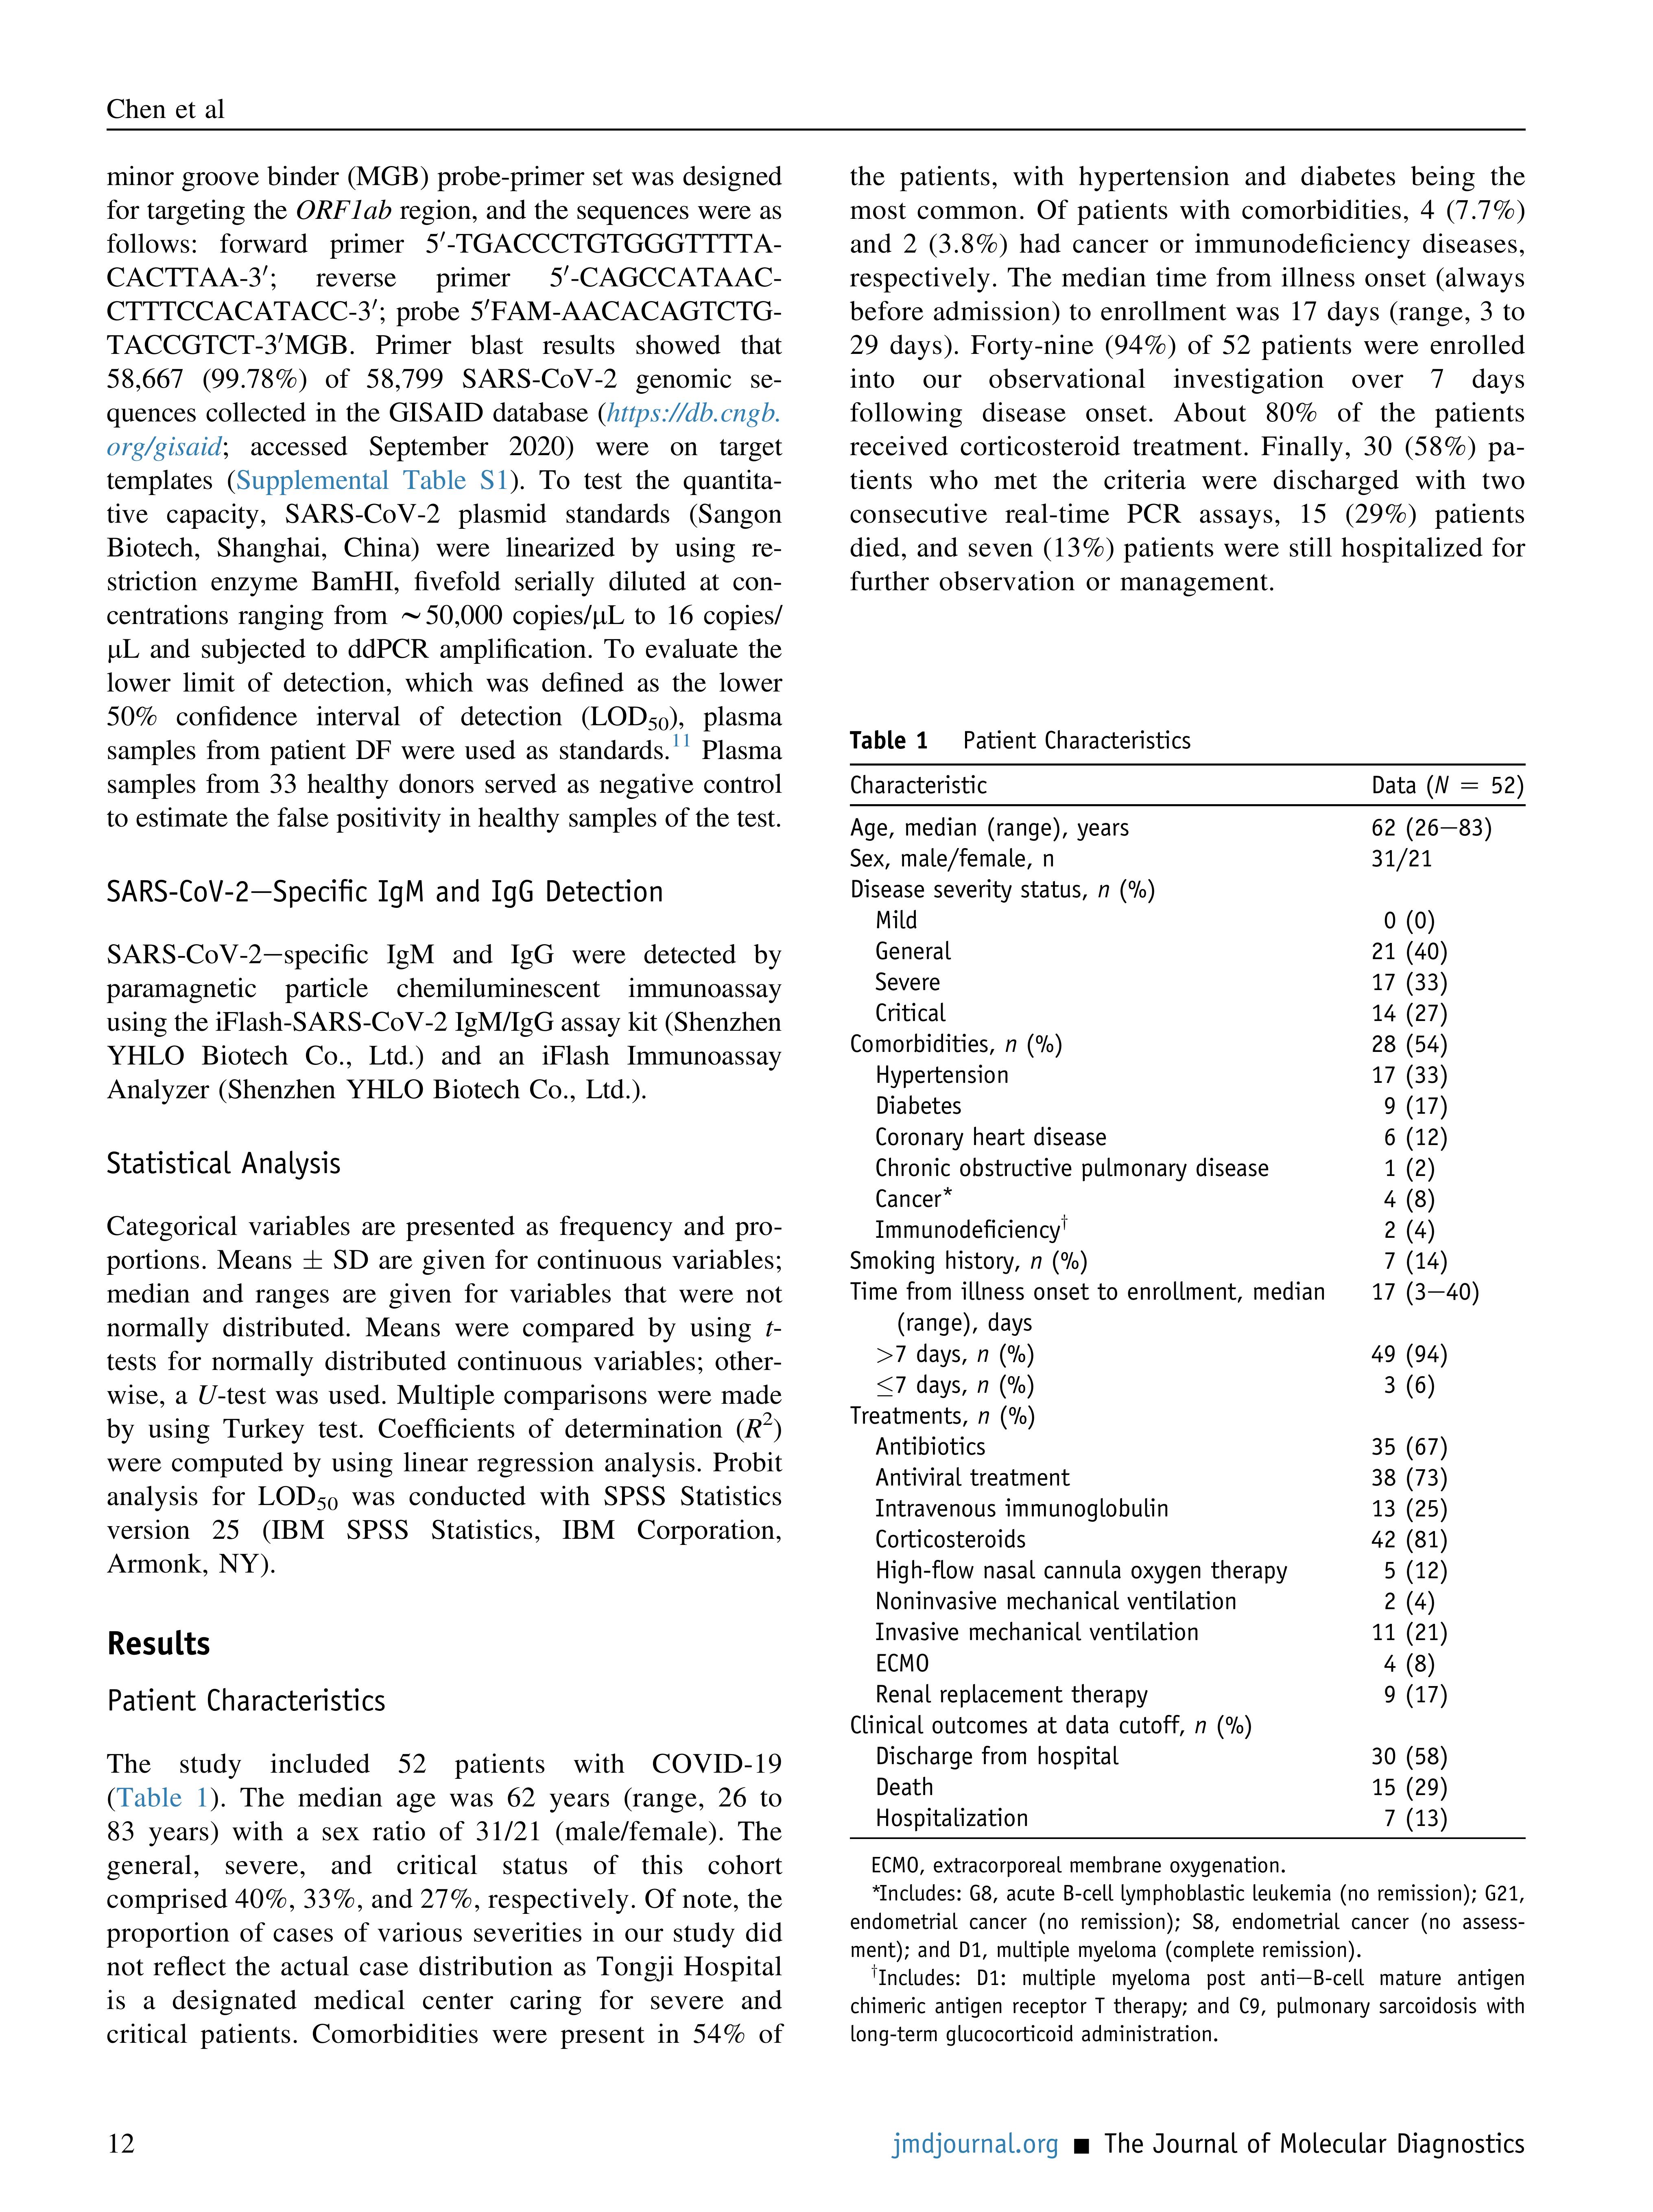 Chen et al
minor groove binder (MGB) probe-primer set was designed
for targeting the ORF1ab region, and the sequences were as
follows: forward primer 5′-TGACCCTGTGGGTTTTA-
CACTTAA-3′; reverse primer 5′-CAGCCATAAC-
CTTTCCACATACC-3′; probe 5′FAM-AACACAGTCTG-
TACCGTCT-3′MGB. Primer blast results showed that
58,667 (99.78%) of 58,799 SARS-CoV-2 genomic se-
quences collected in the GISAID database (https://db.cngb.
org/gisaid; accessed September 2020) were on target
templates (Supplemental Table S1). To test the quantita-
tive capacity, SARS-CoV-2 plasmid standards (Sangon
Biotech, Shanghai, China) were linearized by using re-
striction enzyme BamHI, fivefold serially diluted at con-
centrations ranging from ∼50,000 copies/μL to 16 copies/
μL and subjected to ddPCR amplification. To evaluate the
lower limit of detection, which was defined as the lower
50% confidence interval of detection (LOD50), plasma
samples from patient DF were used as standards.11 Plasma
samples from 33 healthy donors served as negative control
to estimate the false positivity in healthy samples of the test.
SARS-CoV-2–Specific IgM and IgG Detection
SARS-CoV-2–specific IgM and IgG were detected by
paramagnetic particle chemiluminescent immunoassay
using the iFlash-SARS-CoV-2 IgM/IgG assay kit (Shenzhen
YHLO Biotech Co., Ltd.) and an iFlash Immunoassay
Analyzer (Shenzhen YHLO Biotech Co., Ltd.).
Statistical Analysis
Categorical variables are presented as frequency and pro-
portions. Means ± SD are given for continuous variables;
median and ranges are given for variables that were not
normally distributed. Means were compared by using t-
tests for normally distributed continuous variables; other-
wise, a U-test was used. Multiple comparisons were made
by using Turkey test. Coefficients of determination (R2)
were computed by using linear regression analysis. Probit
analysis for LOD50 was conducted with SPSS Statistics
version 25 (IBM SPSS Statistics, IBM Corporation,
Armonk, NY).
Results
Patient Characteristics
The study included 52 patients with COVID-19
(Table 1). The median age was 62 years (range, 26 to
83 years) with a sex ratio of 31/21 (male/female). The
general, severe, and critical status of this cohort
comprised 40%, 33%, and 27%, respectively. Of note, the
proportion of cases of various severities in our study did
not reflect the actual case distribution as Tongji Hospital
is a designated medical center caring for severe and
critical patients. Comorbidities were present in 54% of
the patients, with hypertension and diabetes being the
most common. Of patients with comorbidities, 4 (7.7%)
and 2 (3.8%) had cancer or immunodeficiency diseases,
respectively. The median time from illness onset (always
before admission) to enrollment was 17 days (range, 3 to
29 days). Forty-nine (94%) of 52 patients were enrolled
into our observational investigation over 7 days
following disease onset. About 80% of the patients
received corticosteroid treatment. Finally, 30 (58%) pa-
tients who met the criteria were discharged with two
consecutive real-time PCR assays, 15 (29%) patients
died, and seven (13%) patients were still hospitalized for
further observation or management.
Table 1 Patient Characteristics
Characteristic Data (N = 52)
Age, median (range), years 62 (26–83)
Sex, male/female, n 31/21
Disease severity status, n (%)
Mild 0 (0)
General 21 (40)
Severe 17 (33)
Critical 14 (27)
Comorbidities, n (%) 28 (54)
Hypertension 17 (33)
Diabetes 9 (17)
Coronary heart disease 6 (12)
Chronic obstructive pulmonary disease 1 (2)
Cancer* 4 (8)
Immunodeficiency† 2 (4)
Smoking history, n (%) 7 (14)
Time from illness onset to enrollment, median 17 (3–40)
(range), days
>7 days, n (%) 49 (94)
≤7 days, n (%) 3 (6)
Treatments, n (%)
Antibiotics 35 (67)
Antiviral treatment 38 (73)
Intravenous immunoglobulin 13 (25)
Corticosteroids 42 (81)
High-flow nasal cannula oxygen therapy 5 (12)
Noninvasive mechanical ventilation 2 (4)
Invasive mechanical ventilation 11 (21)
ECMO 4 (8)
Renal replacement therapy 9 (17)
Clinical outcomes at data cutoff, n (%)
Discharge from hospital 30 (58)
Death 15 (29)
Hospitalization 7 (13)
ECMO, extracorporeal membrane oxygenation.
*Includes: G8, acute B-cell lymphoblastic leukemia (no remission); G21,
endometrial cancer (no remission); S8, endometrial cancer (no assess-
ment); and D1, multiple myeloma (complete remission).
†Includes: D1: multiple myeloma post anti–B-cell mature antigen
chimeric antigen receptor T therapy; and C9, pulmonary sarcoidosis with
long-term glucocorticoid administration.
12
jmdjournal.org ■ The Journal of Molecular Diagnostics